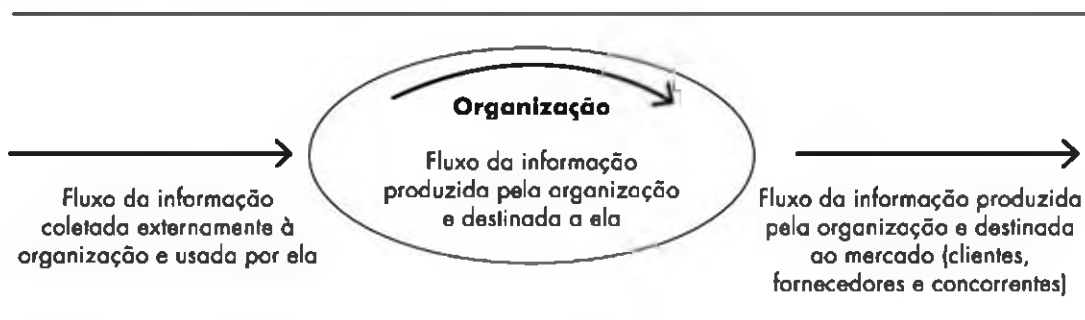 Organização
Fluxo da informação
produzida pela organização
e destinada a ela
Fluxo da informação
coletada externamente à
organização e usada por ela
Fluxo da informação produzida
pela organização e destinada
ao mercado (clientes,
fornecedores e concorrentes)